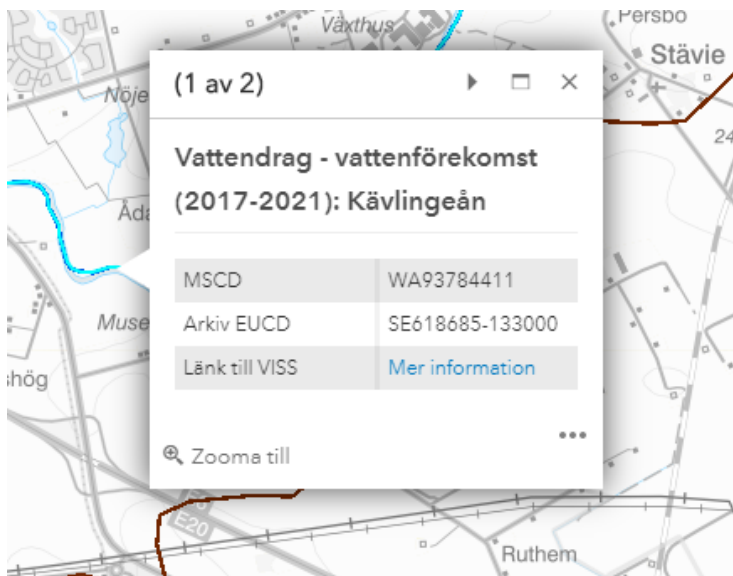 Växthus
Persbo
Stävie
Nöje
24
(1 av 2)
Vattendrag - vattenförekomst
(2017-2021): Kävlingeån
Åda
MSCD WA93784411
Arkiv EUCD SE618685-133000
Länk till VISS Mer information
Muse
shög
Zooma till
E6
E20
Ruthem